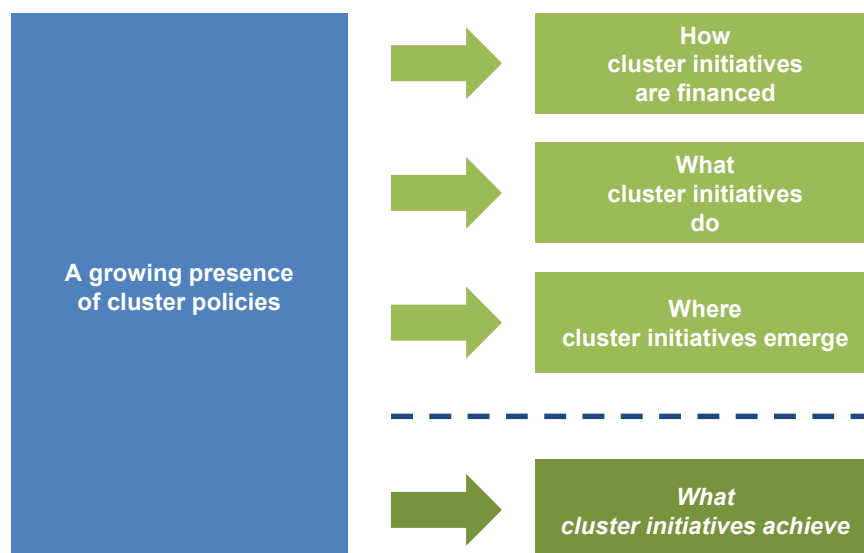 How
cluster initiatives
are financed
What
cluster initiatives
do
A growing presence
of cluster policies
Where
cluster initiatives emerge
What
cluster initiatives achieve